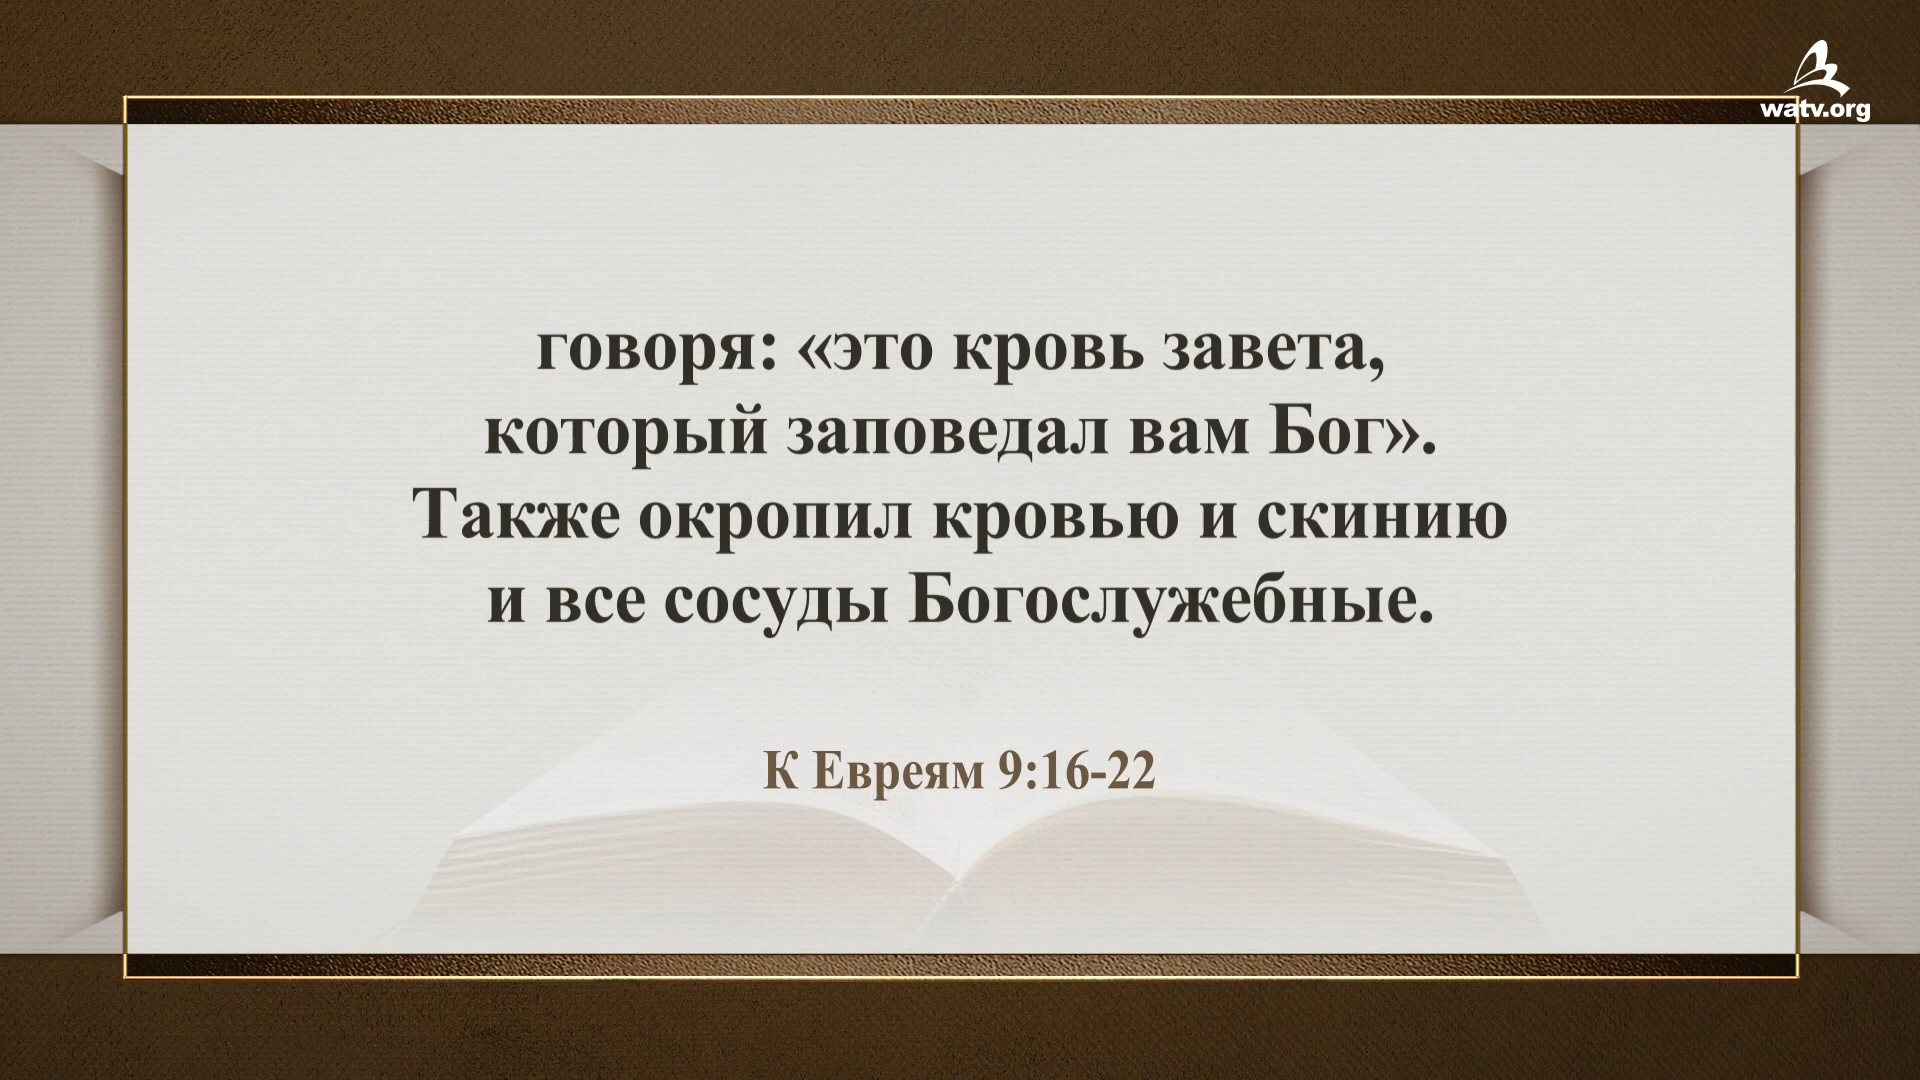 watv.org
говоря: «это кровь завета,
который заповедал вам Бог».
Также окропил кровью и скинию
и все сосуды Богослужебные.
К Евреям 9:16-22